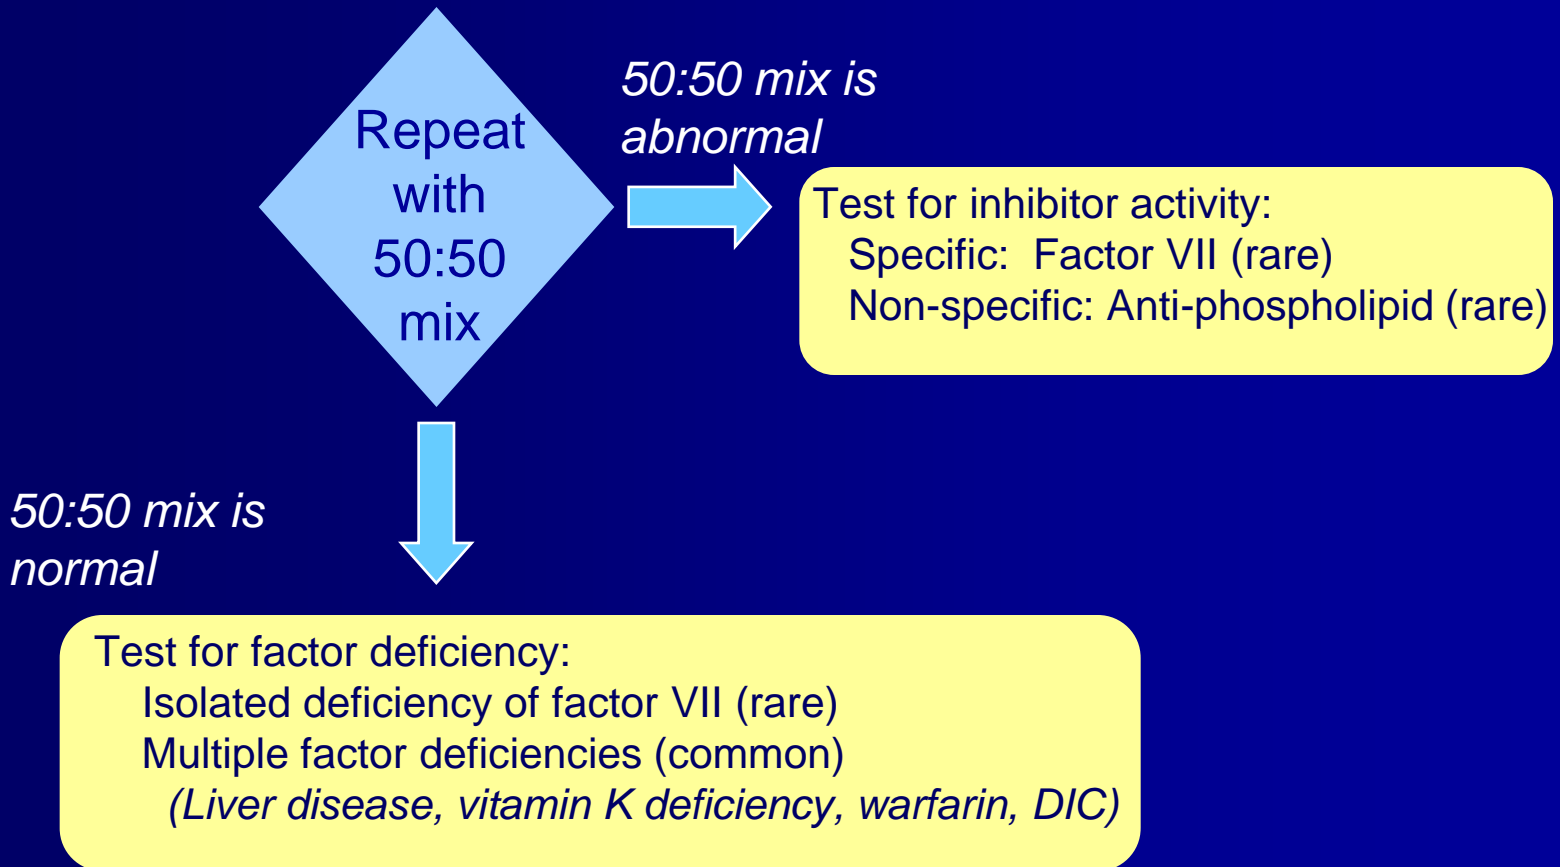 Repeat
with
50:50
mix
50:50 mix is
abnormal
Test for inhibitor activity:
Specific: Factor VII (rare)
Non-specific: Anti-phospholipid (rare)
50:50 mix is
normal
Test for factor deficiency:
Isolated deficiency of factor VII (rare)
Multiple factor deficiencies (common)
(Liver disease, vitamin K deficiency, warfarin, DIC)